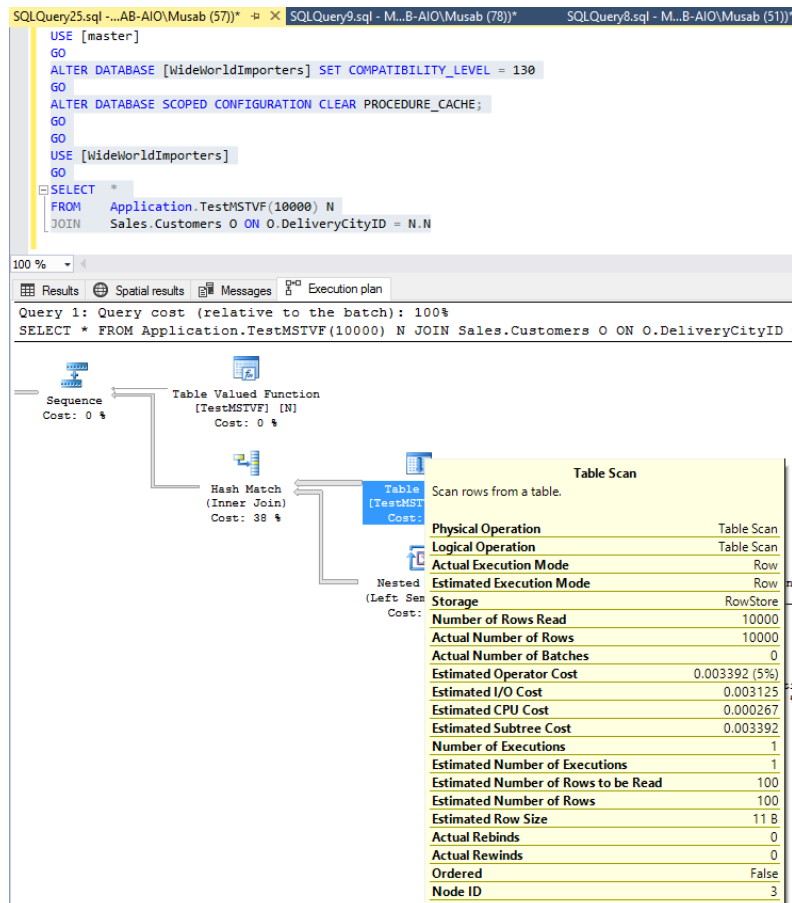 SQLQuery25.sql -...AB-AIO\Musab (57))* SQLQuery9.sql - M...B-AIO\Musab (78))* SQLQuery8.sql - M...B-AIO\Musab (51))*
USE [master]
GO
ALTER DATABASE [WideWorldImporters] SET COMPATIBILITY_LEVEL = 130
GO
ALTER DATABASE SCOPED CONFIGURATION CLEAR PROCEDURE_CACHE;
GO
GO
USE [WideWorldImporters]
GO
SELECT *
FROM Application.TestMSTVF(10000) N
JOIN Sales.Customers O ON O.DeliveryCityID = N.N
100 %
Results Spatial results Messages Execution plan
Query 1: Query cost (relative to the batch): 100%
SELECT * FROM Application.TestMSTVF(10000) N JOIN Sales.Customers O ON O.DeliveryCityID
Sequence
Cost: 0 %
Table Valued Function
[TestMSTVF] [N]
Cost: 0 %
Hash Match
(Inner Join)
Cost: 38 %
Table
[TestMST
Cost:
Nested
(Left Sem
Cost:
Table Scan
Scan rows from a table.
Physical Operation Table Scan
Logical Operation Table Scan
Actual Execution Mode Row
Estimated Execution Mode Row
Storage RowStore
Number of Rows Read 10000
Actual Number of Rows 10000
Actual Number of Batches 0
Estimated Operator Cost 0.003392 (5%)
Estimated I/O Cost 0.003125
Estimated CPU Cost 0.000267
Estimated Subtree Cost 0.003392
Number of Executions 1
Estimated Number of Executions 1
Estimated Number of Rows to be Read 100
Estimated Number of Rows 100
Estimated Row Size 11 B
Actual Rebinds 0
Actual Rewinds 0
Ordered False
Node ID 3